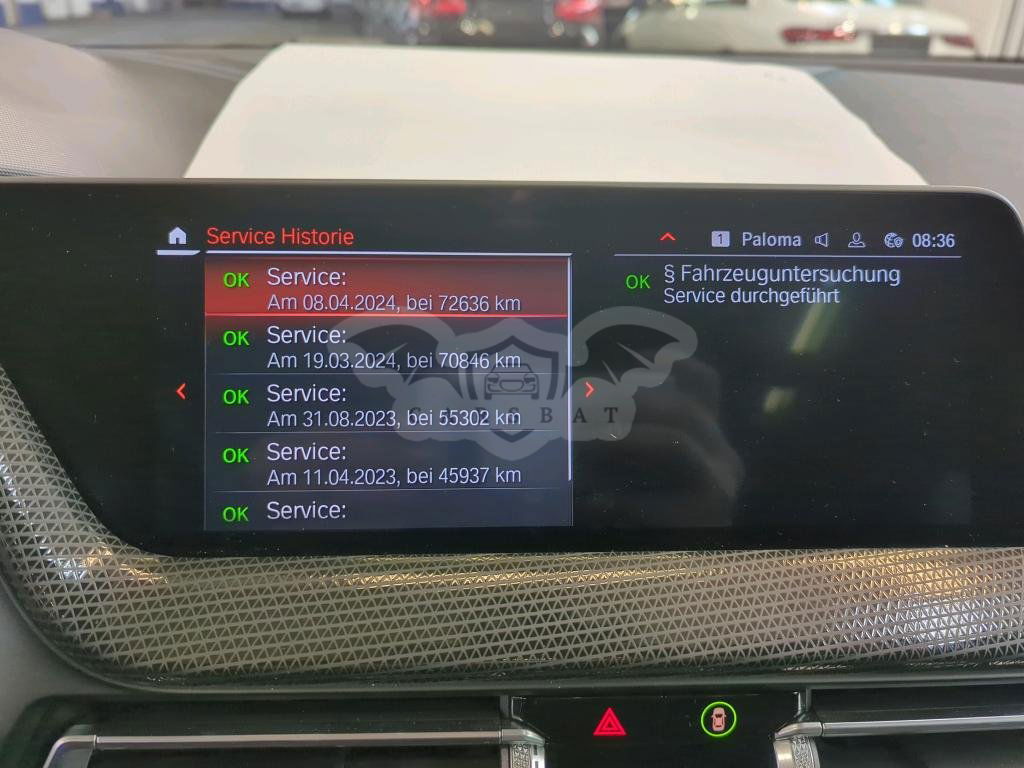 Service Historie
1 Paloma 08:36
OK Service:
Am 08.04.2024, bei 72636 km
OK Service:
Am 19.03.2024, bei 70846 km
OK Service:
Am 31.08.2023, bei 55302 km
OK Service:
Am 11.04.2023, bei 45937 km
OK Service:
OK § Fahrzeuguntersuchung
Service durchgeführt
CARSBAT